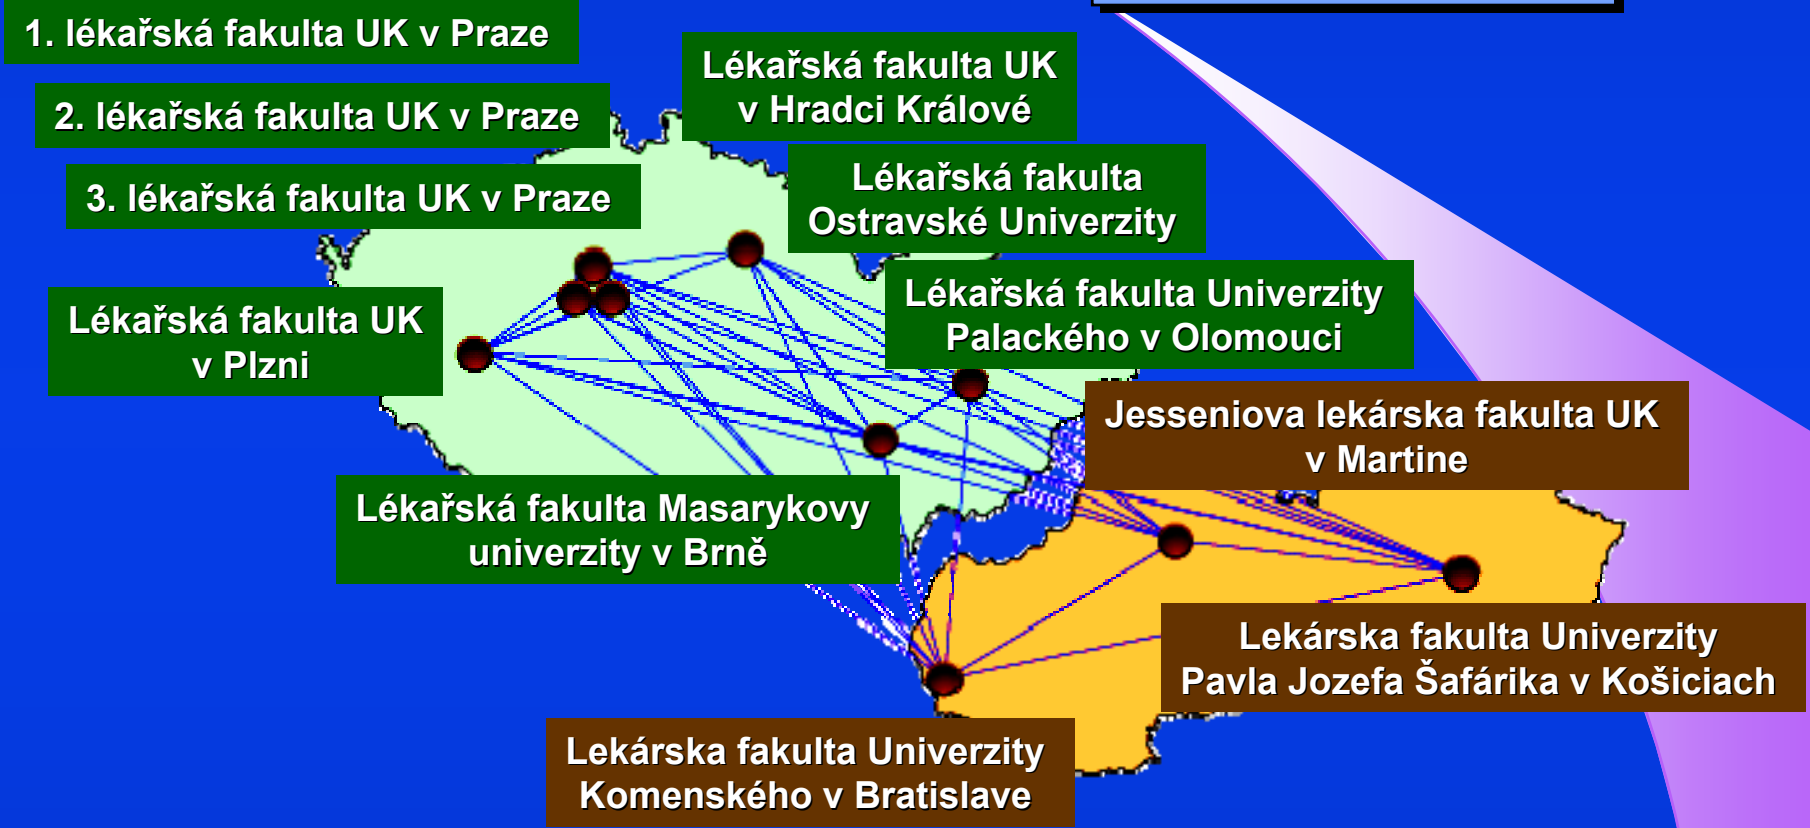 1. lékařská fakulta UK v Praze
2. lékařská fakulta UK v Praze
3. lékařská fakulta UK v Praze
Lékařská fakulta UK
v Hradci Králové
Lékařská fakulta
Ostravské Univerzity
Lékařská fakulta UK
v Plzni
Lékařská fakulta Univerzity
Palackého v Olomouci
Jesseniova lekárska fakulta UK
v Martine
Lékařská fakulta Masarykovy
univerzity v Brně
Lekárska fakulta Univerzity
Pavla Jozefa Šafárika v Košiciach
Lekárska fakulta Univerzity
Komenského v Bratislave